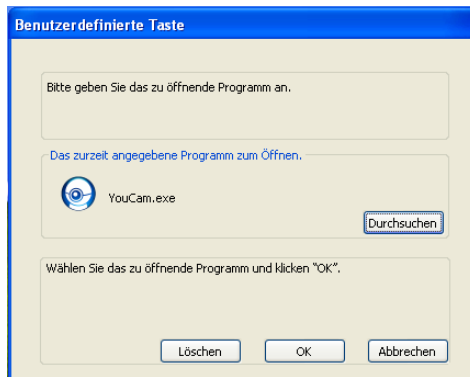 Benutzerdefinierte Taste
Bitte geben Sie das zu öffnende Programm an.
Das zurzeit angegebene Programm zum Öffnen.
YouCam.exe
Durchsuchen
Wählen Sie das zu öffnende Programm und klicken "OK".
Löschen OK Abbrechen